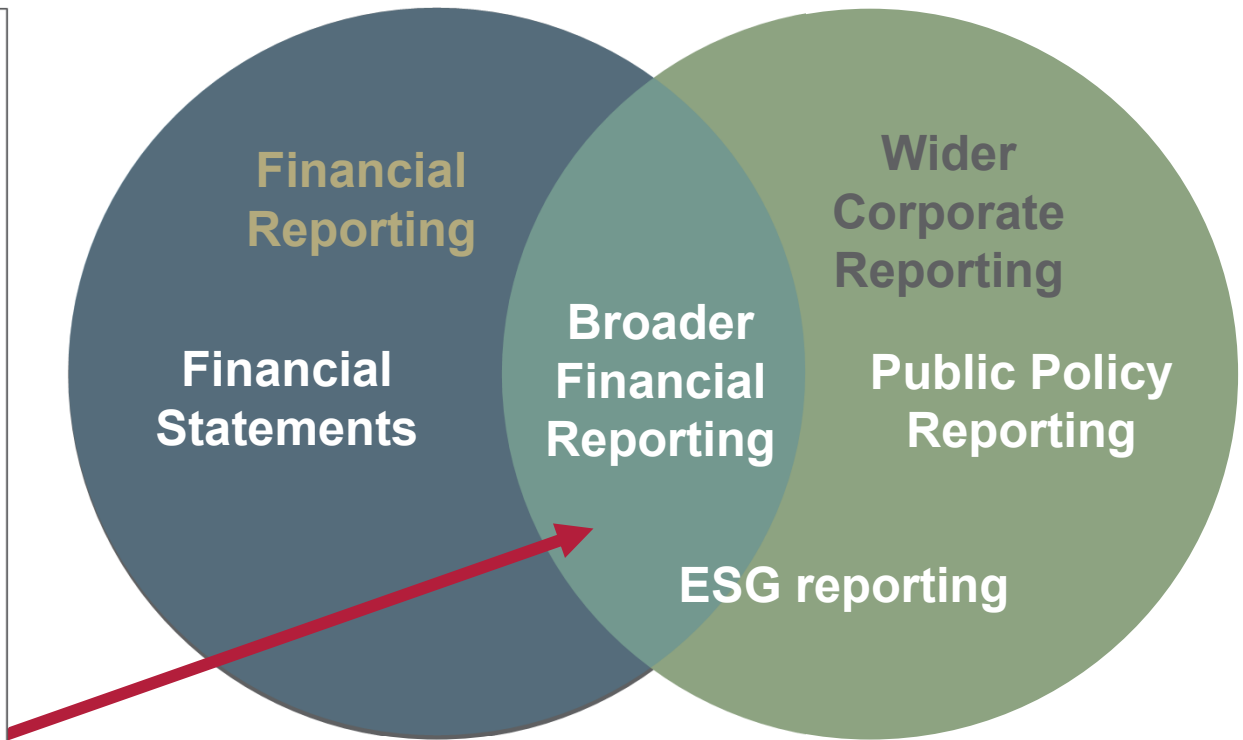 Financial
Reporting
Financial
Statements
Broader
Financial
Reporting
Wider
Corporate
Reporting
Public Policy
Reporting
ESG reporting